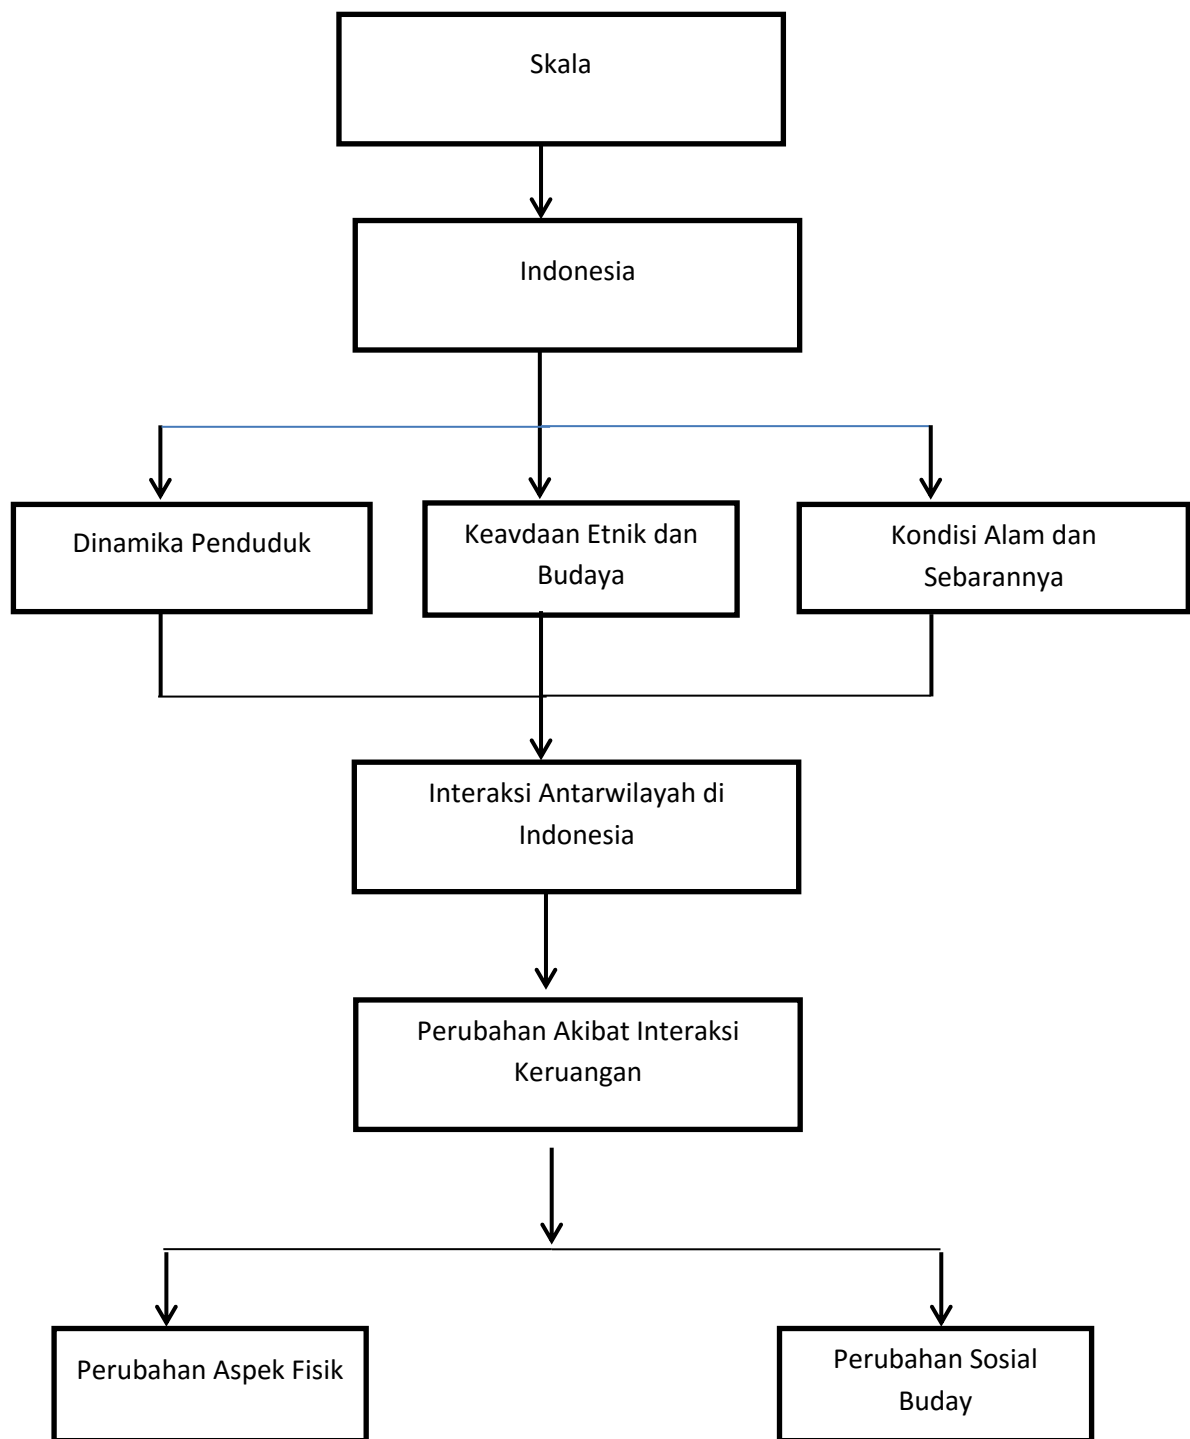 Skala
Indonesia
Dinamika Penduduk
Keavdaan Etnik dan
Budaya
Kondisi Alam dan
Sebarannya
Interaksi Antarwilayah di
Indonesia
Perubahan Akibat Interaksi
Keruangan
Perubahan Aspek Fisik
Perubahan Sosial
Buday